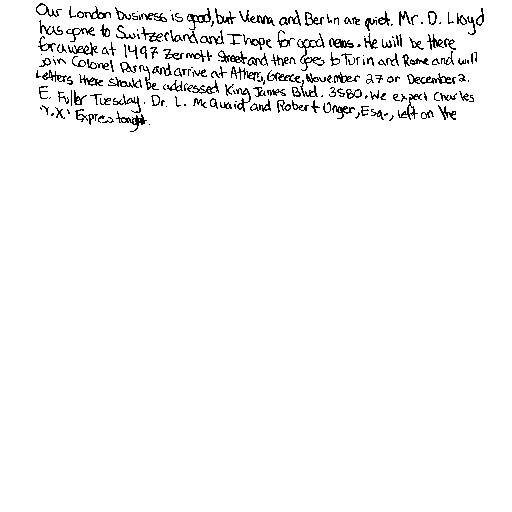 Our London business is good, but Vienna and Berlin are quiet. Mr. D. Lloyd
has gone to Switzerland and I hope for good news. He will be there
for a week at 1497 Zermott Street and then goes to Turin and Rome and will
join Colonel Parry and arrive at Athens, Greece, November 27 or December 2.
Letters there should be addressed King James Blvd. 3580. We expect Charles
E. Fuller Tuesday. Dr. L. McQuaid and Robert Unger, Esq., left on the
"Y.X." Express tonight.